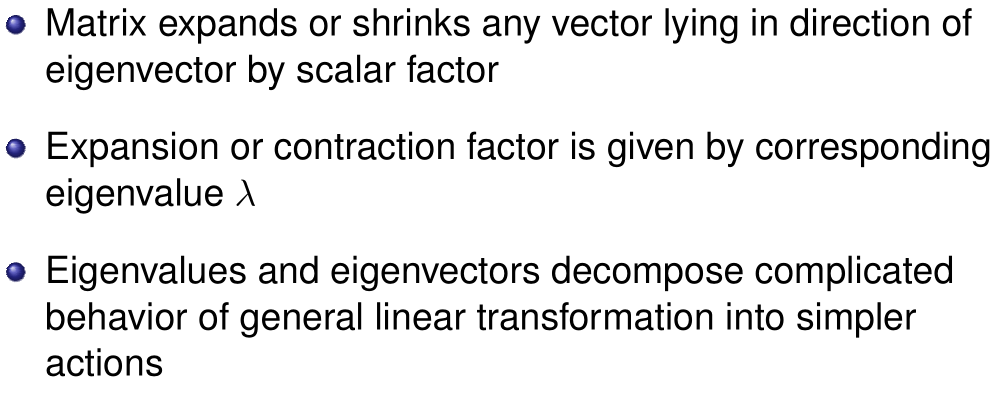 Matrix expands or shrinks any vector lying in direction of
eigenvector by scalar factor
Expansion or contraction factor is given by corresponding
eigenvalue λ
Eigenvalues and eigenvectors decompose complicated
behavior of general linear transformation into simpler
actions